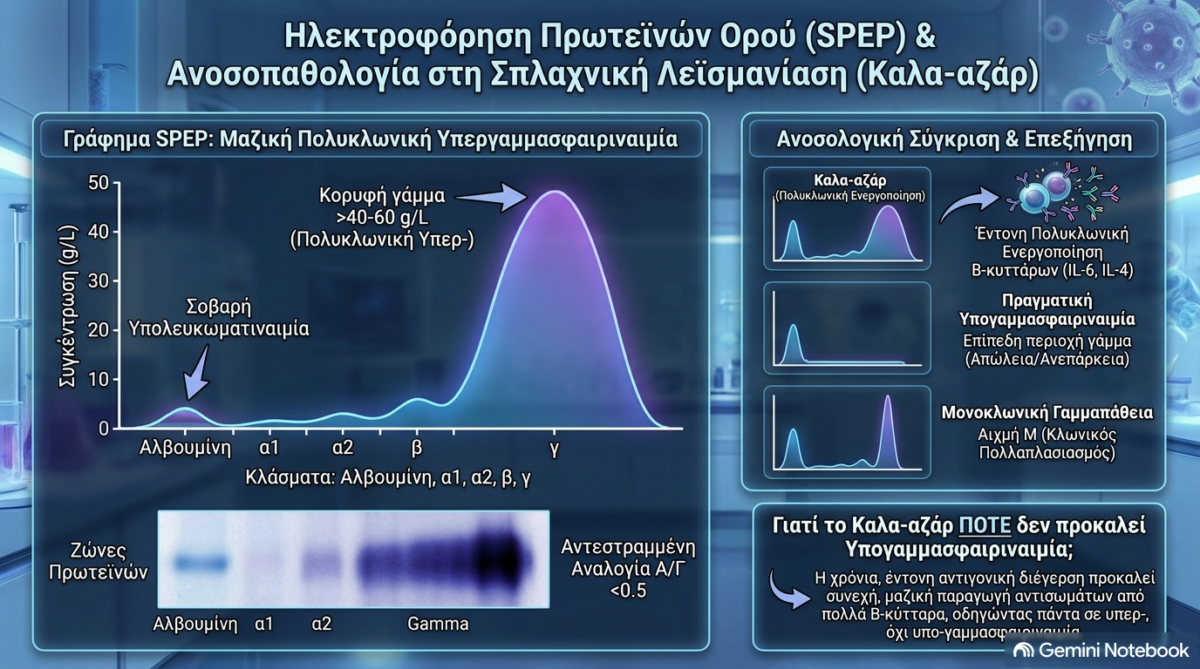 Ηλεκτροφόρηση Πρωτεϊνών Ορού (SPEP) &
Ανοσοπαθολογία στη Σπλαχνική Λεϊσμανίαση (Καλα-αζάρ)
Γράφημα SPEP: Μαζική Πολυκλωνική Υπεργαμμασφαιριναιμία
Συγκέντρωση (g/L)
50
40
30
20
10
0
Κορυφή γάμμα
>40-60 g/L
(Πολυκλωνική Υπερ-)
Σοβαρή
Υπολευκωματιναιμία
Αλβουμίνη α1 α2 β γ
Κλάσματα: Αλβουμίνη, α1, α2, β, γ
Ζώνες
Πρωτεϊνών
Αντεστραμμένη
Αναλογία Α/Γ
<0.5
Αλβουμίνη α1 α2 Gamma
Ανοσολογική Σύγκριση & Επεξήγηση
Καλα-αζάρ
(Πολυκλωνική Ενεργοποίηση)
Έντονη Πολυκλωνική
Ενεργοποίηση
Β-κυττάρων (IL-6, IL-4)
Πραγματική
Υπογαμμασφαιριναιμία
Επίπεδη περιοχή γάμμα
(Απώλεια/Ανεπάρκεια)
Μονοκλωνική Γαμμαπάθεια
Αιχμή Μ (Κλωνικός
Πολλαπλασιασμός)
Γιατί το Καλα-αζάρ ΠΟΤΕ δεν προκαλεί
Υπογαμμασφαιριναιμία;
Η χρόνια, έντονη αντιγονική διέγερση προκαλεί
συνεχή, μαζική παραγωγή αντισωμάτων από
πολλά Β-κύτταρα, οδηγώντας πάντα σε υπερ-,
όχι υπο-γαμμασφαιριναιμία
Gemini Notebook